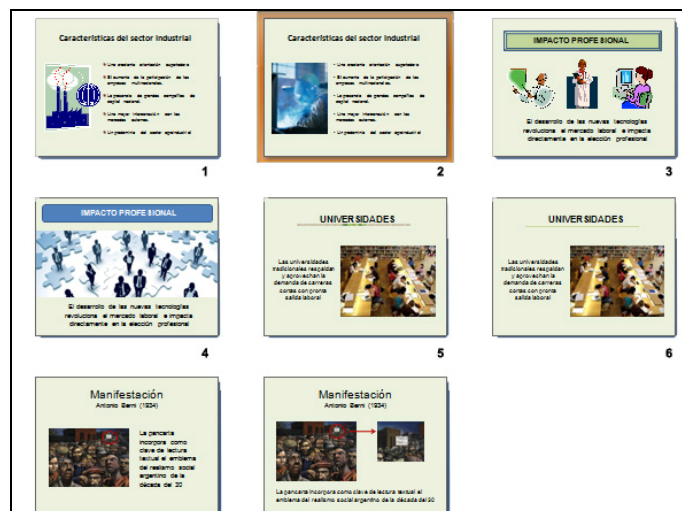 Características del sector Industrial
Una creciente orientación exportadora
El aumento de la participación de las
empresas multinacionales.
La presencia de grandes compañías de
capital nacional.
Una mayor interconexión con los
mercados externos.
Un predominio del sector agroindustrial
1
Características del sector Industrial
Una creciente orientación exportadora
El aumento de la participación de las
empresas multinacionales.
La presencia de grandes compañías de
capital nacional.
Una mayor interconexión con los
mercados externos.
Un predominio del sector agroindustrial
2
IMPACTO PROFESIONAL
El desarrollo de las nuevas tecnologías
revoluciona el mercado laboral e impacta
directamente en la elección profesional
3
IMPACTO PROFESIONAL
El desarrollo de las nuevas tecnologías
revoluciona el mercado laboral e impacta
directamente en la elección profesional
4
UNIVERSIDADES
Las universidades
tradicionales respaldan
y aprovechan la
demanda de carreras
cortas con pronta
salida laboral
5
UNIVERSIDADES
Las universidades
tradicionales respaldan
y aprovechan la
demanda de carreras
cortas con pronta
salida laboral
6
Manifestación
Antonio Berni (1934)
La pancarta
incorpora como
clave de lectura
textual el emblema
del realismo social
argentino de la
década del 30
Manifestación
Antonio Berni (1934)
La pancarta incorpora como clave de lectura textual el
emblema del realismo social argentino de la década del 30